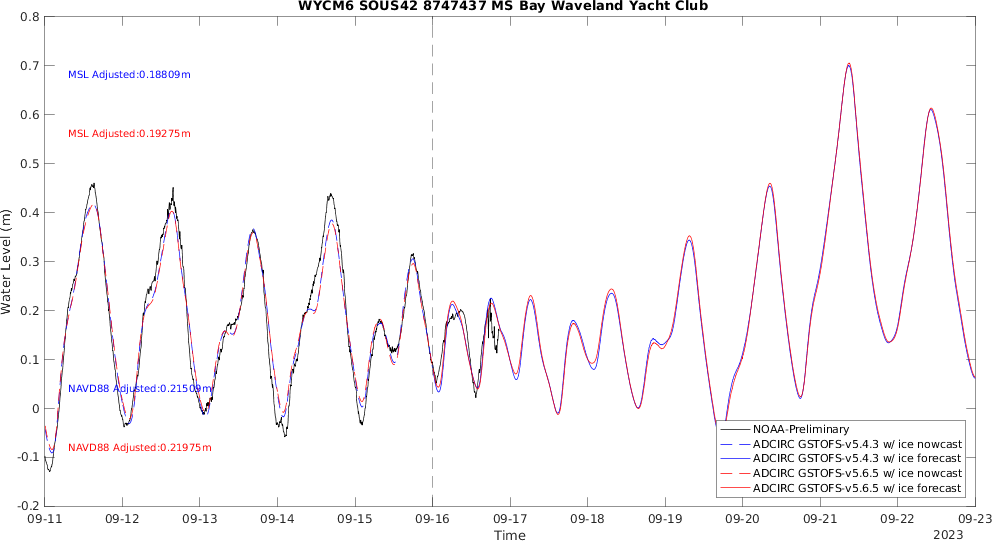 WYCM6 SOUS42 8747437 MS Bay Waveland Yacht Club
0.8
0.7
0.6
0.5
0.4
0.3
0.2
0.1
0
-0.1
-0.2
Water Level (m)
MSL Adjusted:0.18809m
MSL Adjusted:0.19275m
NAVD88 Adjusted:0.21509m
NAVD88 Adjusted:0.21975m
NOAA-Preliminary
ADCIRC GSTOFS-v5.4.3 w/ ice nowcast
ADCIRC GSTOFS-v5.4.3 w/ ice forecast
ADCIRC GSTOFS-v5.6.5 w/ ice nowcast
ADCIRC GSTOFS-v5.6.5 w/ ice forecast
09-11 09-12 09-13 09-14 09-15 09-16 09-17 09-18 09-19 09-20 09-21 09-22 09-23
Time
2023